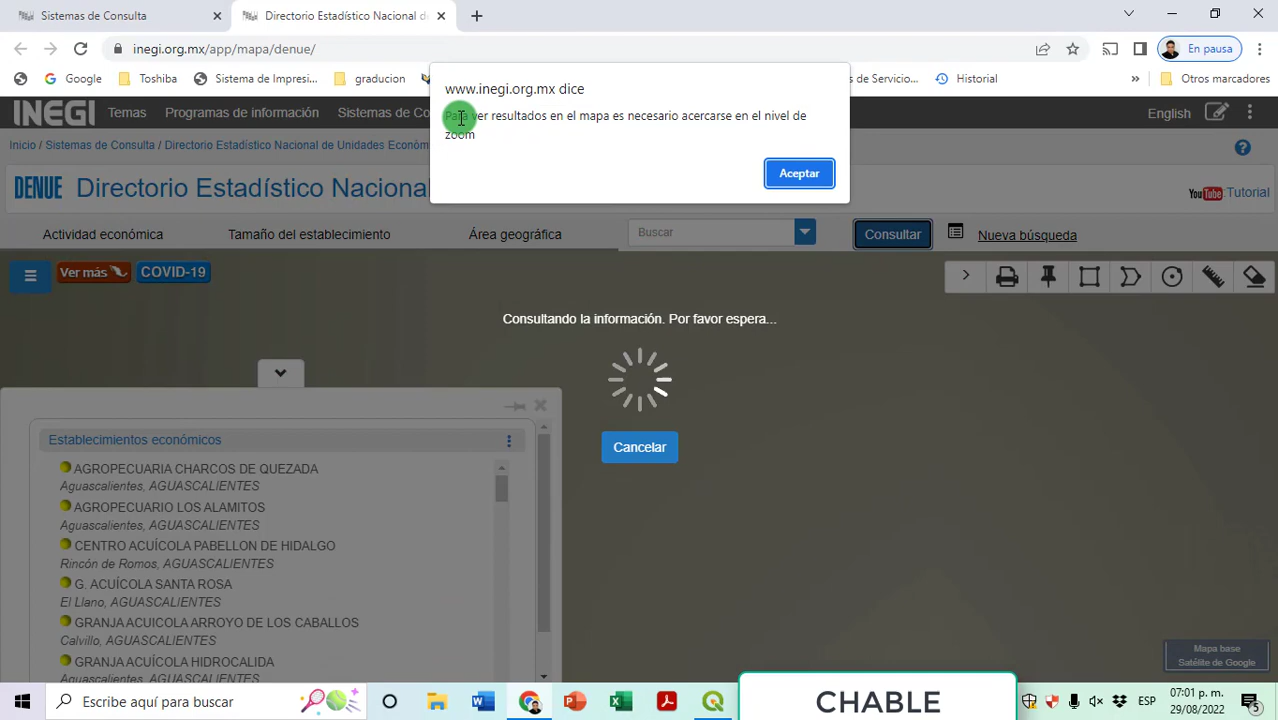 Sistemas de Consulta
Directorio Estadístico Nacional de
inegi.org.mx/app/mapa/denue/
En pausa
Google
Toshiba
Sistema de Impresi...
graducion
de Servicio...
Historial
»
Otros marcadores
www.inegi.org.mx dice
Para ver resultados en el mapa es necesario acercarse en el nivel de
zoom
Aceptar
INEGI
Temas
Programas de información
Sistemas de Co
English
Inicio / Sistemas de Consulta / Directorio Estadístico Nacional de Unidades Econó
DENUE
Directorio Estadístico Nacional
YouTube Tutorial
Actividad económica
Tamaño del establecimiento
Área geográfica
Buscar
Consultar
Nueva búsqueda
Ver más
COVID-19
Consultando la información. Por favor espera...
Cancelar
Establecimientos económicos
AGROPECUARIA CHARCOS DE QUEZADA
Aguascalientes, AGUASCALIENTES
AGROPECUARIO LOS ALAMITOS
Aguascalientes, AGUASCALIENTES
CENTRO ACUÍCOLA PABELLON DE HIDALGO
Rincón de Romos, AGUASCALIENTES
G. ACUÍCOLA SANTA ROSA
El Llano, AGUASCALIENTES
GRANJA ACUICOLA ARROYO DE LOS CABALLOS
Calvillo, AGUASCALIENTES
GRANJA ACUÍCOLA HIDROCALIDA
Aguascalientes, AGUASCALIENTES
Mapa base
Satélite de Google
Escribe aquí para buscar
CHABLE
ESP
07:01 p. m.
29/08/2022
5